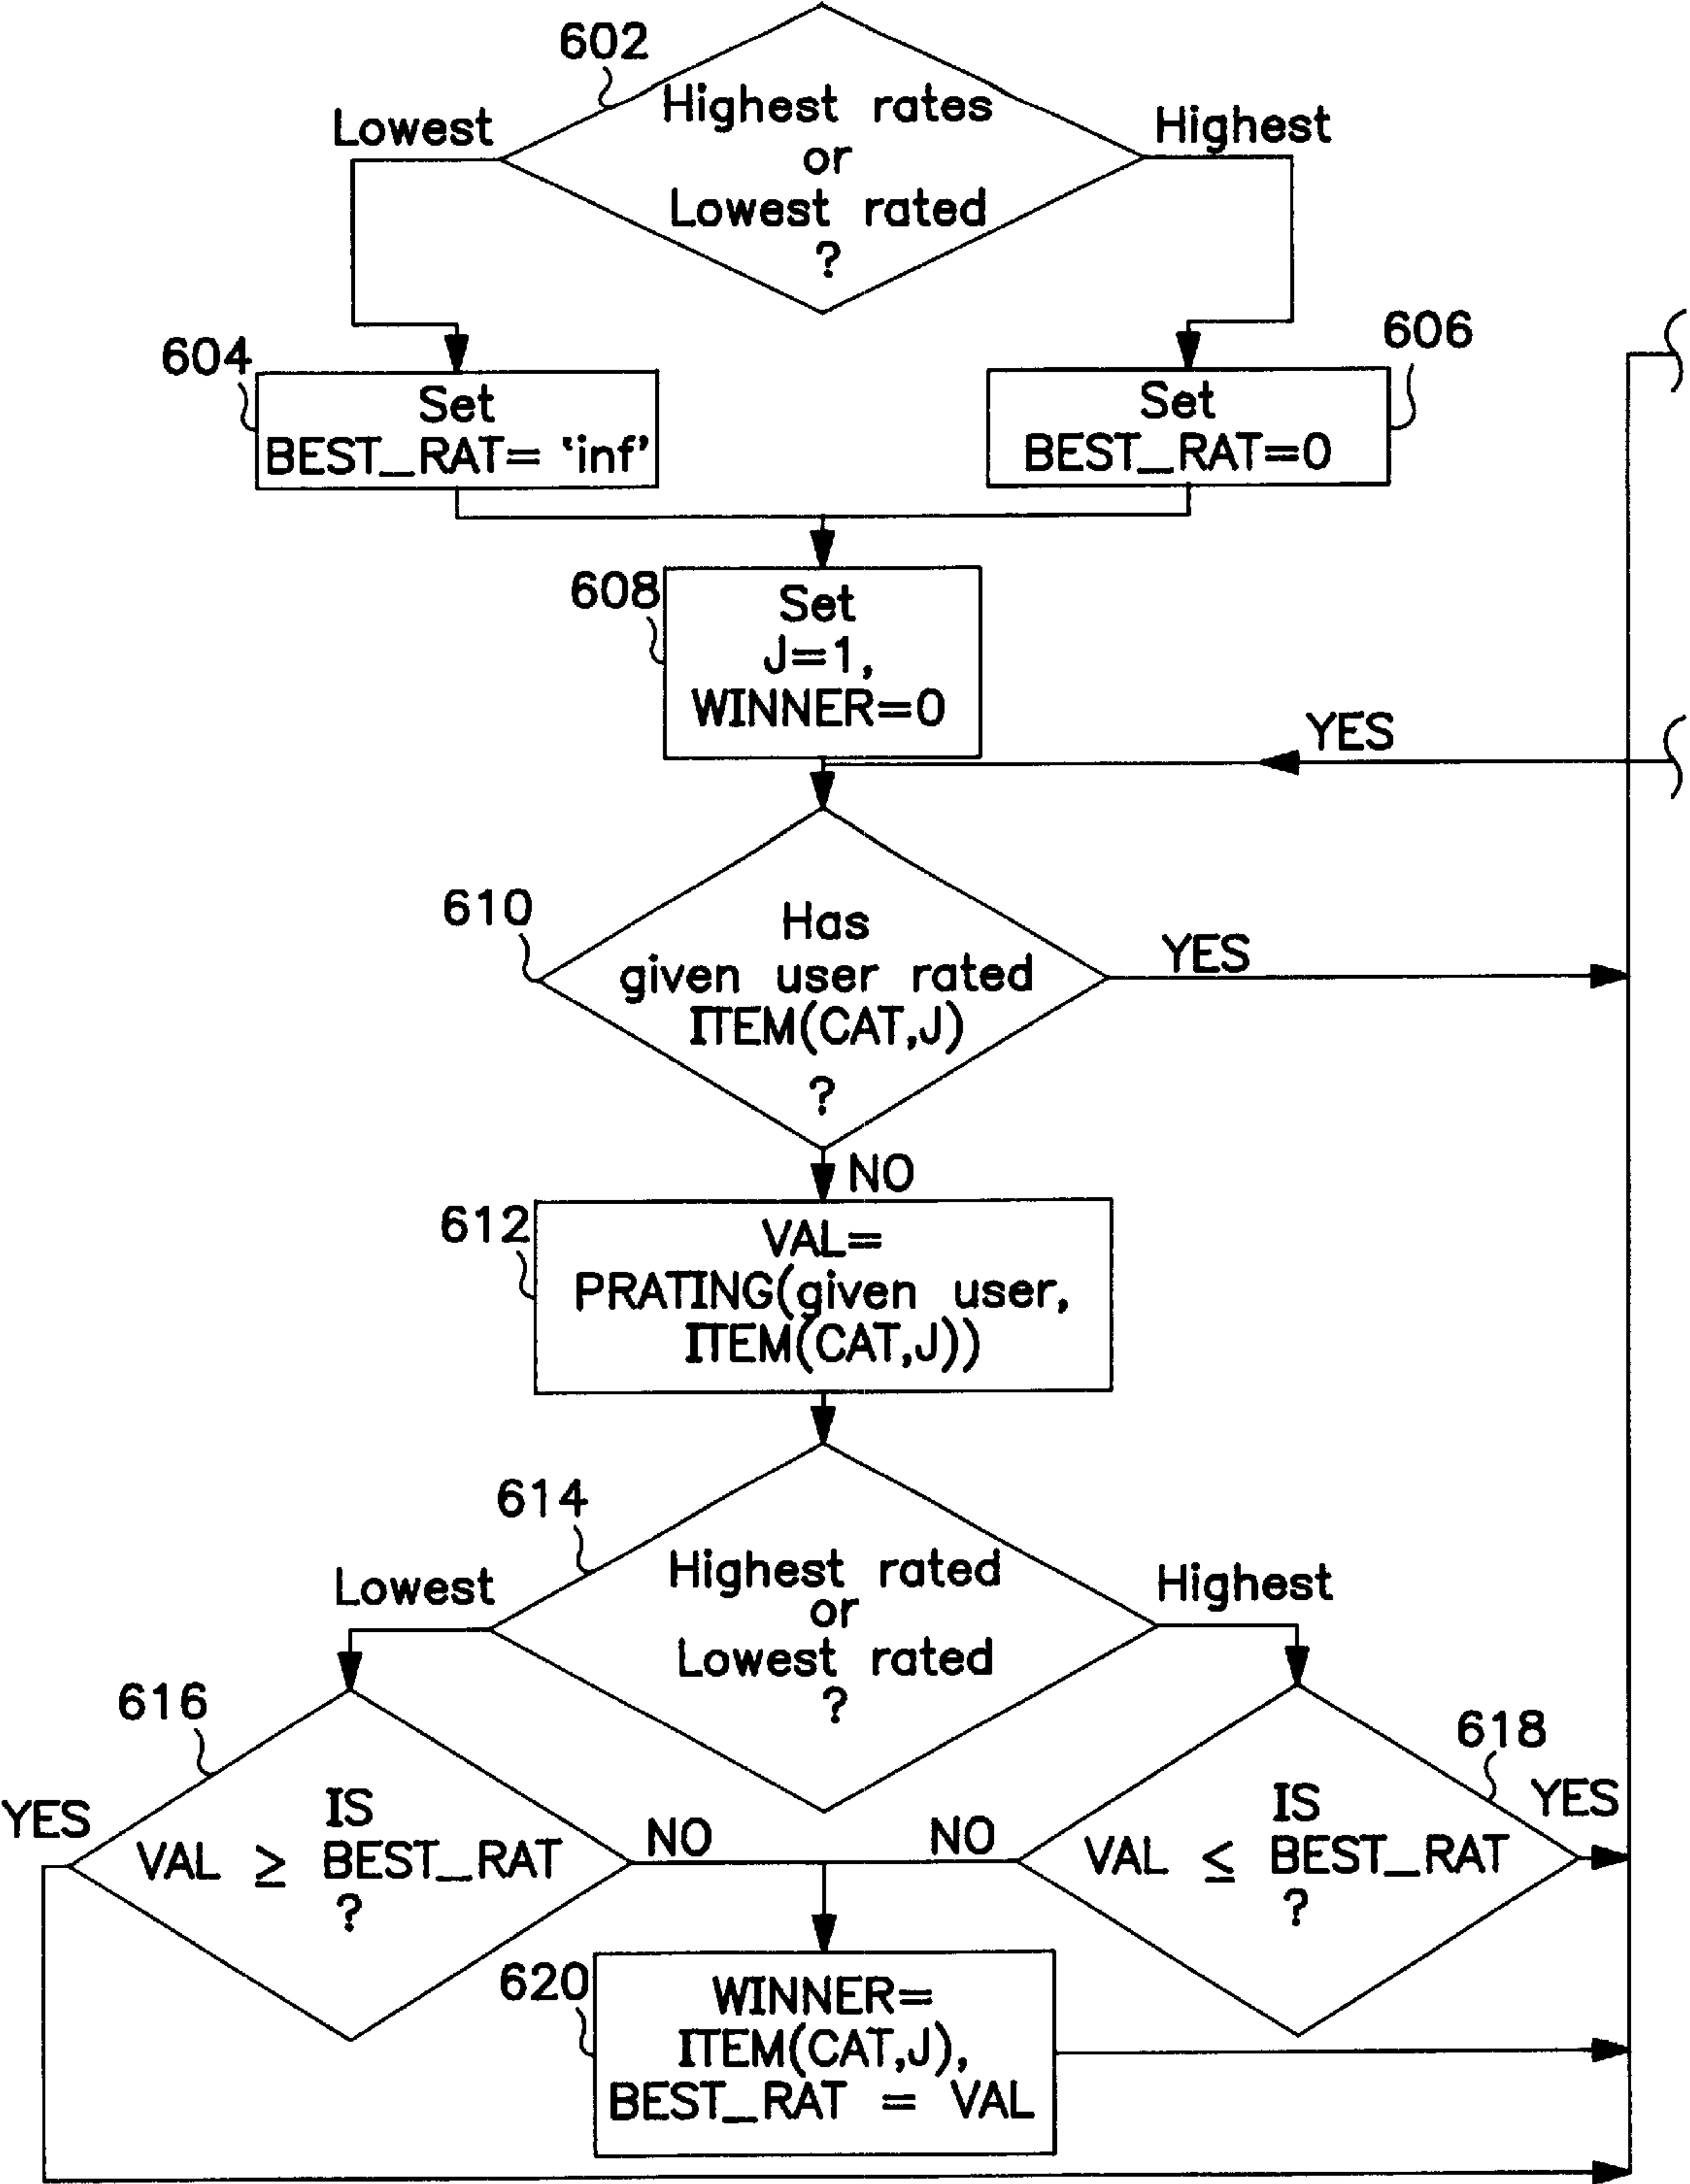 602
Highest rates
or
Lowest rated
?
Lowest
Highest
604
Set
BEST_RAT= 'inf'
606
Set
BEST_RAT=0
608
Set
J=1,
WINNER=0
YES
610
Has
given user rated
ITEM(CAT,J)
?
YES
NO
612
VAL=
PRATING(given user,
ITEM(CAT,J))
614
Highest rated
or
Lowest rated
?
Lowest
Highest
616
IS
VAL ≥ BEST_RAT
?
YES
NO
618
IS
VAL ≤ BEST_RAT
?
NO
YES
620
WINNER=
ITEM(CAT,J),
BEST_RAT = VAL